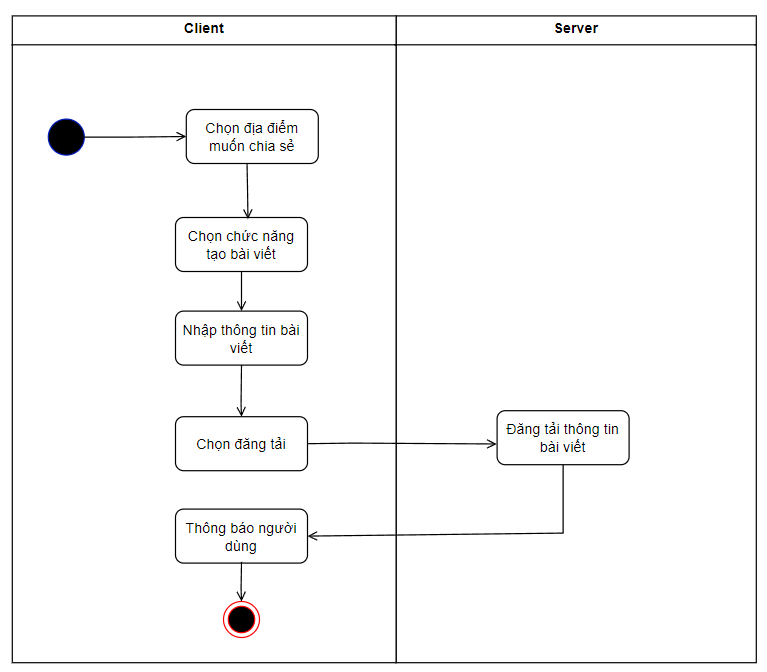 Client
Server
Chọn địa điểm
muốn chia sẻ
Chọn chức năng
tạo bài viết
Nhập thông tin bài
viết
Chọn đăng tải
Đăng tải thông tin
bài viết
Thông báo người
dùng